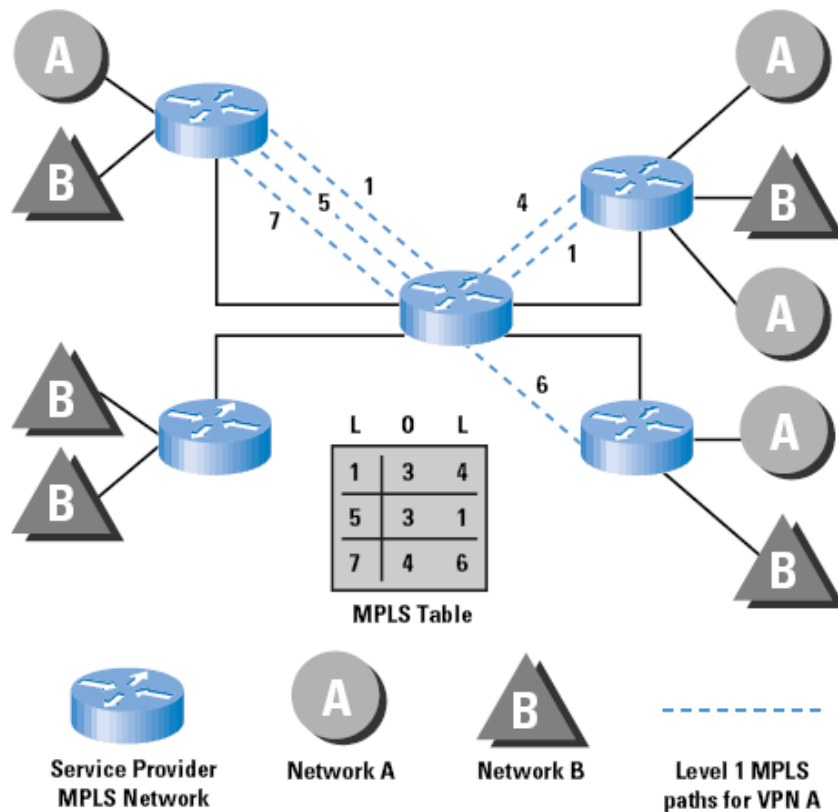 A
A
B
1
5
7
4
1
B
A
B
6
A
B
L O L
1 3 4
5 3 1
7 4 6
B
MPLS Table
A
B
Service Provider
MPLS Network
Network A
Network B
Level 1 MPLS
paths for VPN A